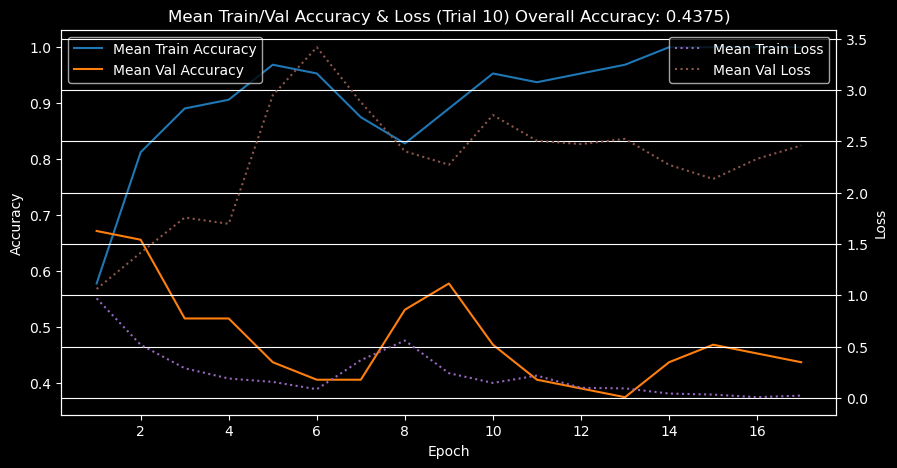 Mean Train/Val Accuracy & Loss (Trial 10) Overall Accuracy: 0.4375)
Mean Train Accuracy
Mean Val Accuracy
Mean Train Loss
Mean Val Loss
1.0
0.9
0.8
0.7
0.6
0.5
0.4
Accuracy
3.5
3.0
2.5
2.0
1.5
1.0
0.5
0.0
Loss
2 4 6 8 10 12 14 16
Epoch